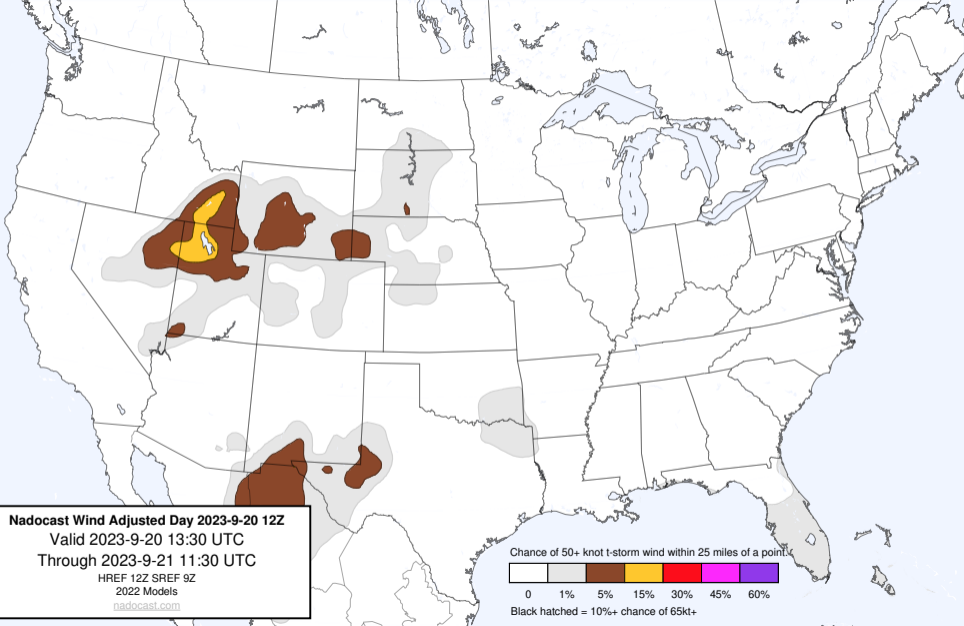 Nadocast Wind Adjusted Day 2023-9-20 12Z
Valid 2023-9-20 13:30 UTC
Through 2023-9-21 11:30 UTC
HREF 12Z SREF 9Z
2022 Models
nadocast.com
Chance of 50+ knot t-storm wind within 25 miles of a point.
0 1% 5% 15% 30% 45% 60%
Black hatched = 10%+ chance of 65kt+